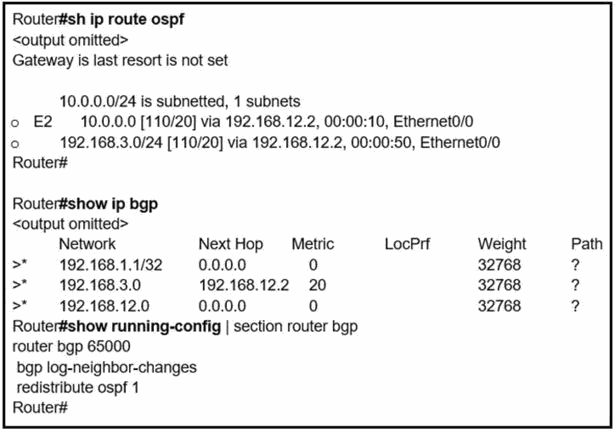 Router#sh ip route ospf
<output omitted>
Gateway is last resort is not set
10.0.0.0/24 is subnetted, 1 subnets
o E2 10.0.0.0 [110/20] via 192.168.12.2, 00:00:10, Ethernet0/0
o 192.168.3.0/24 [110/20] via 192.168.12.2, 00:00:50, Ethernet0/0
Router#
Router#show ip bgp
<output omitted>
Network Next Hop Metric LocPrf Weight Path
>* 192.168.1.1/32 0.0.0.0 0 32768 ?
>* 192.168.3.0 192.168.12.2 20 32768 ?
>* 192.168.12.0 0.0.0.0 0 32768 ?
Router#show running-config | section router bgp
router bgp 65000
bgp log-neighbor-changes
redistribute ospf 1
Router#